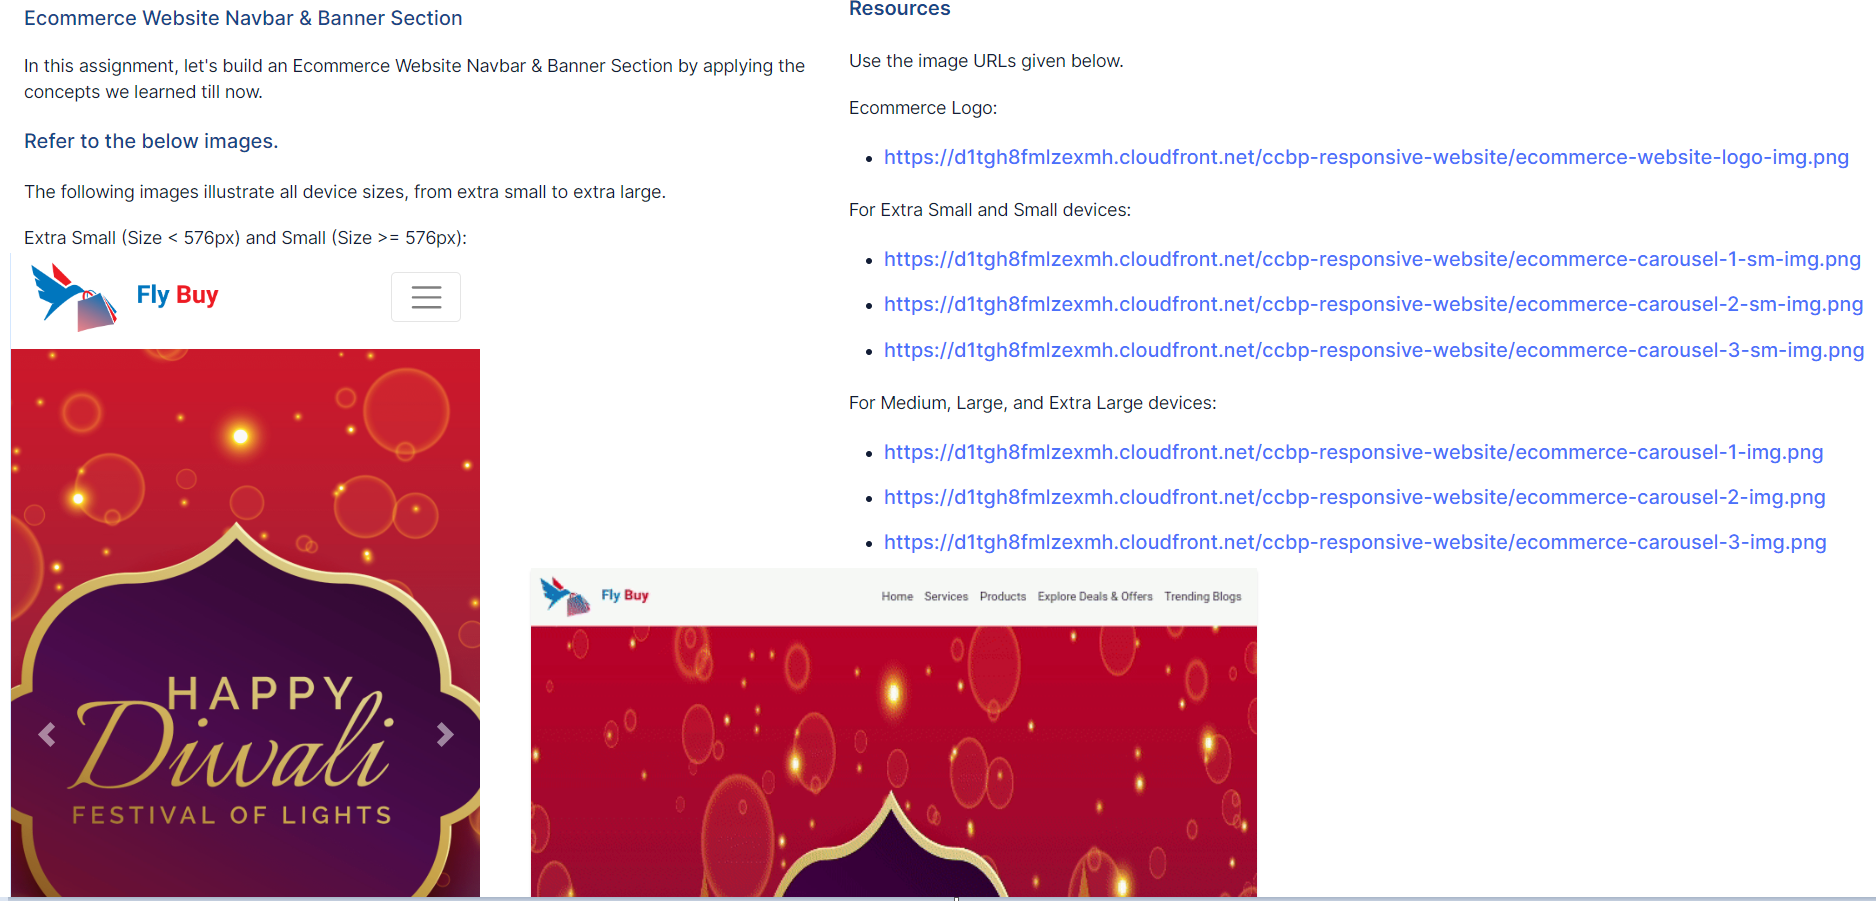 Ecommerce Website Navbar & Banner Section
In this assignment, let's build an Ecommerce Website Navbar & Banner Section by applying the
concepts we learned till now.
Refer to the below images.
The following images illustrate all device sizes, from extra small to extra large.
Extra Small (Size < 576px) and Small (Size >= 576px):
Fly Buy
HAPPY
Diwali
FESTIVAL OF LIGHTS
Resources
Use the image URLs given below.
Ecommerce Logo:
https://d1tgh8fmlzexmh.cloudfront.net/ccbp-responsive-website/ecommerce-website-logo-img.png
For Extra Small and Small devices:
https://d1tgh8fmlzexmh.cloudfront.net/ccbp-responsive-website/ecommerce-carousel-1-sm-img.png
https://d1tgh8fmlzexmh.cloudfront.net/ccbp-responsive-website/ecommerce-carousel-2-sm-img.png
https://d1tgh8fmlzexmh.cloudfront.net/ccbp-responsive-website/ecommerce-carousel-3-sm-img.png
For Medium, Large, and Extra Large devices:
https://d1tgh8fmlzexmh.cloudfront.net/ccbp-responsive-website/ecommerce-carousel-1-img.png
https://d1tgh8fmlzexmh.cloudfront.net/ccbp-responsive-website/ecommerce-carousel-2-img.png
https://d1tgh8fmlzexmh.cloudfront.net/ccbp-responsive-website/ecommerce-carousel-3-img.png
Fly Buy Home Services Products Explore Deals & Offers Trending Blogs